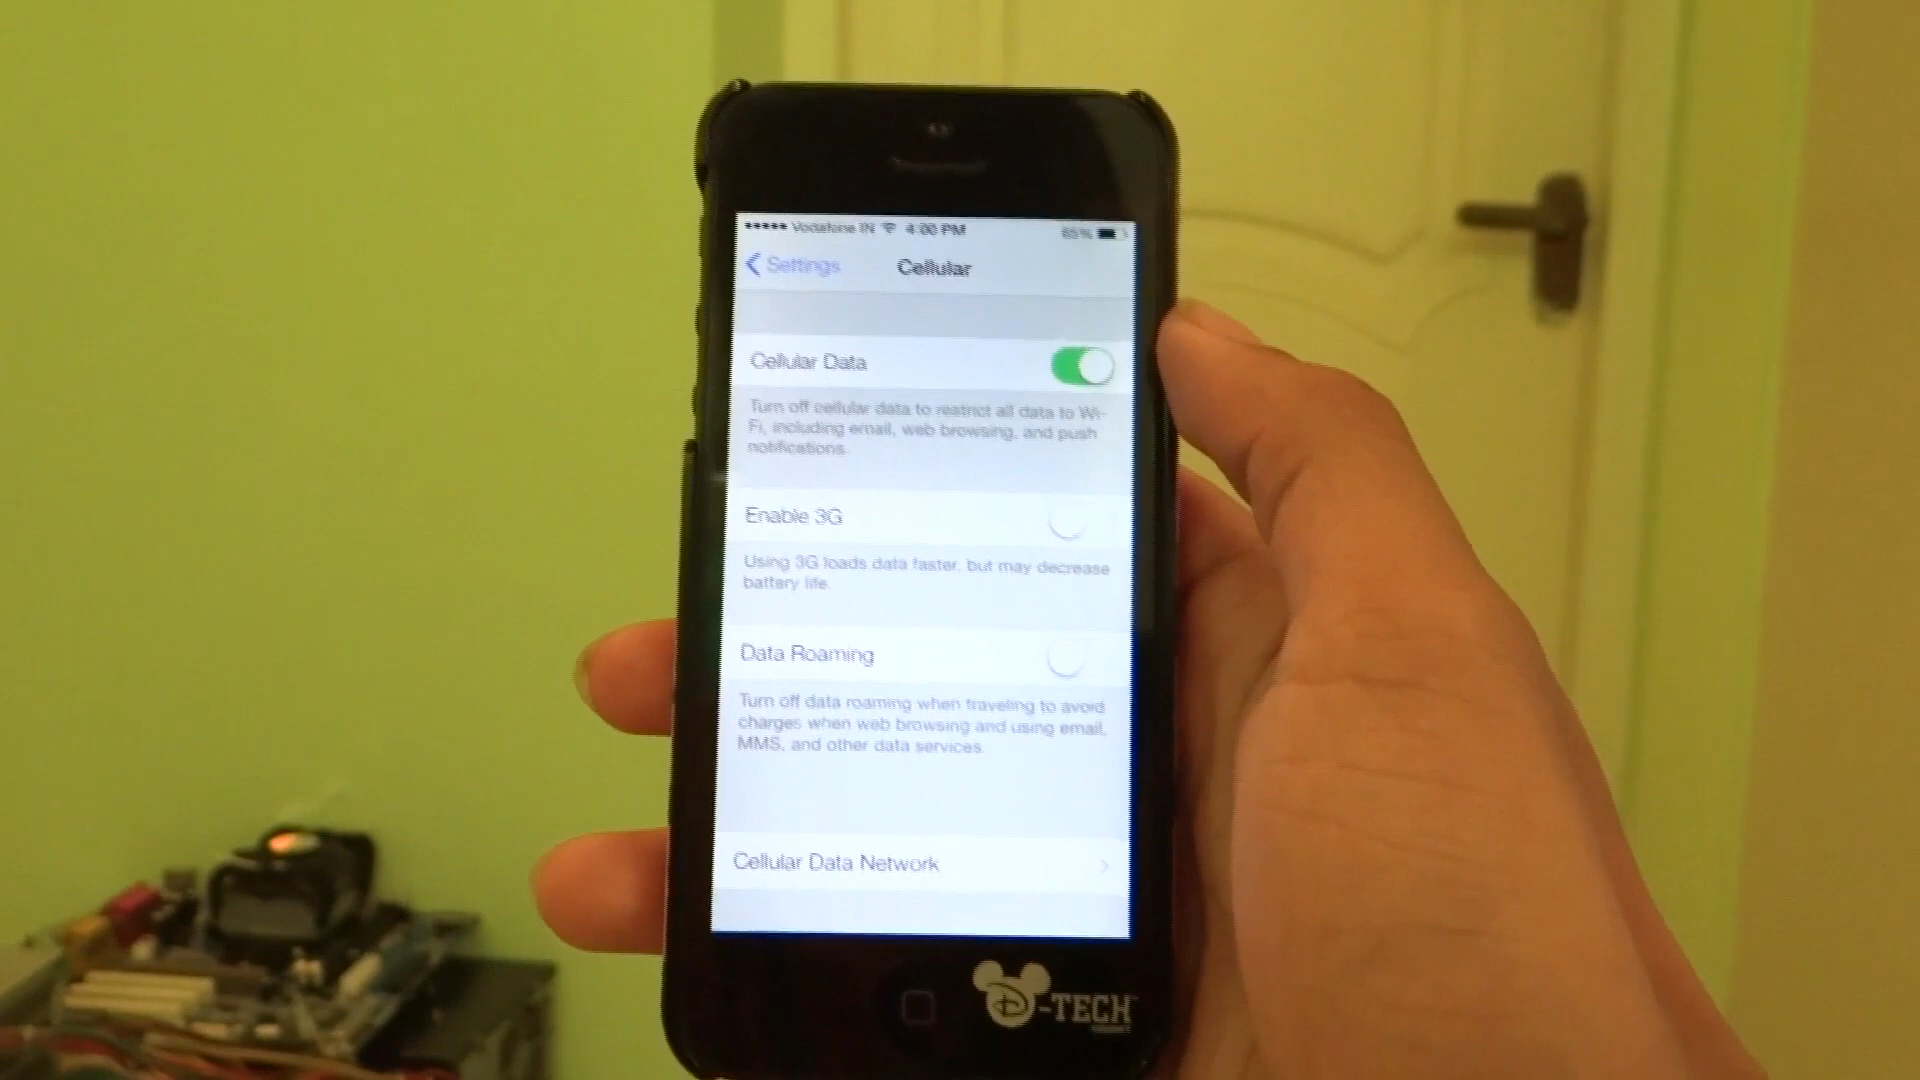 Vodafone IN 4:00 PM 65%
Settings Cellular
Cellular Data
Turn off cellular data to restrict all data to Wi-
Fi, including email, web browsing, and push
notifications.
Enable 3G
Using 3G loads data faster, but may decrease
battery life.
Data Roaming
Turn off data roaming when traveling to avoid
charges when web browsing and using email,
MMS, and other data services.
Cellular Data Network
D-TECH